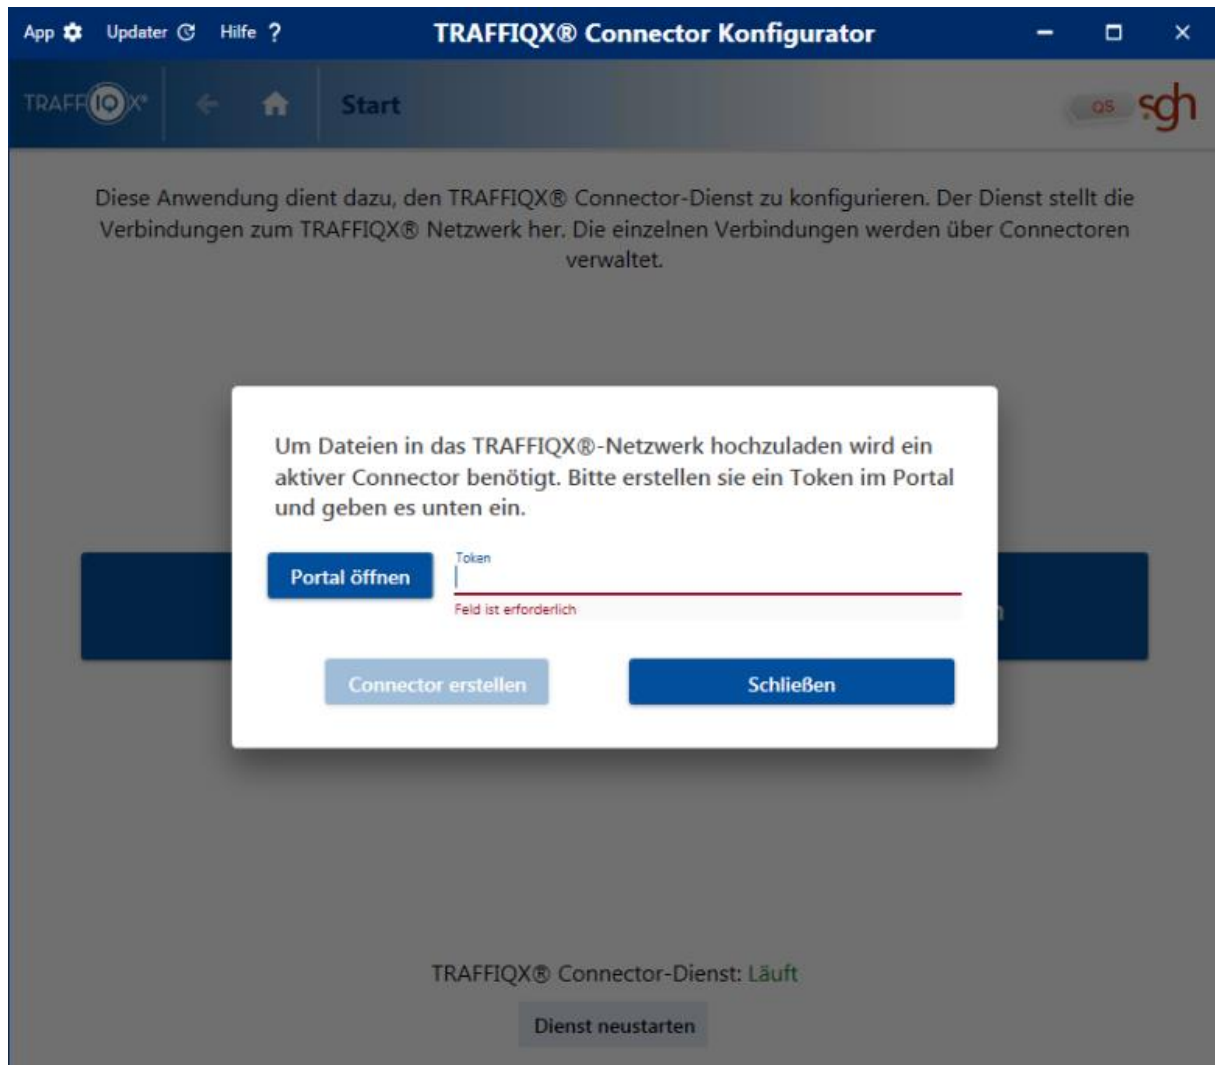 App Updater Hilfe ? TRAFFIQX® Connector Konfigurator
TRAFFIQX® Start QS sgh
Diese Anwendung dient dazu, den TRAFFIQX® Connector-Dienst zu konfigurieren. Der Dienst stellt die
Verbindungen zum TRAFFIQX® Netzwerk her. Die einzelnen Verbindungen werden über Connectoren
verwaltet.
Um Dateien in das TRAFFIQX®-Netzwerk hochzuladen wird ein
aktiver Connector benötigt. Bitte erstellen sie ein Token im Portal
und geben es unten ein.
Token
Portal öffnen
Feld ist erforderlich
Connector erstellen Schließen
TRAFFIQX® Connector-Dienst: Läuft
Dienst neustarten